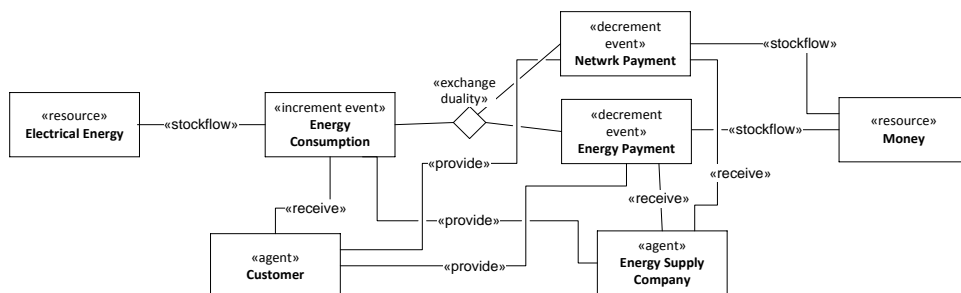 «decrement
event»
Netwrk Payment
«stockflow»
«exchange
duality»
«resource»
Electrical Energy
«stockflow»
«increment event»
Energy
Consumption
«decrement
event»
Energy Payment
«stockflow»
«resource»
Money
«provide»
«receive»
«receive»
«provide»
«agent»
Customer
«provide»
«agent»
Energy Supply
Company